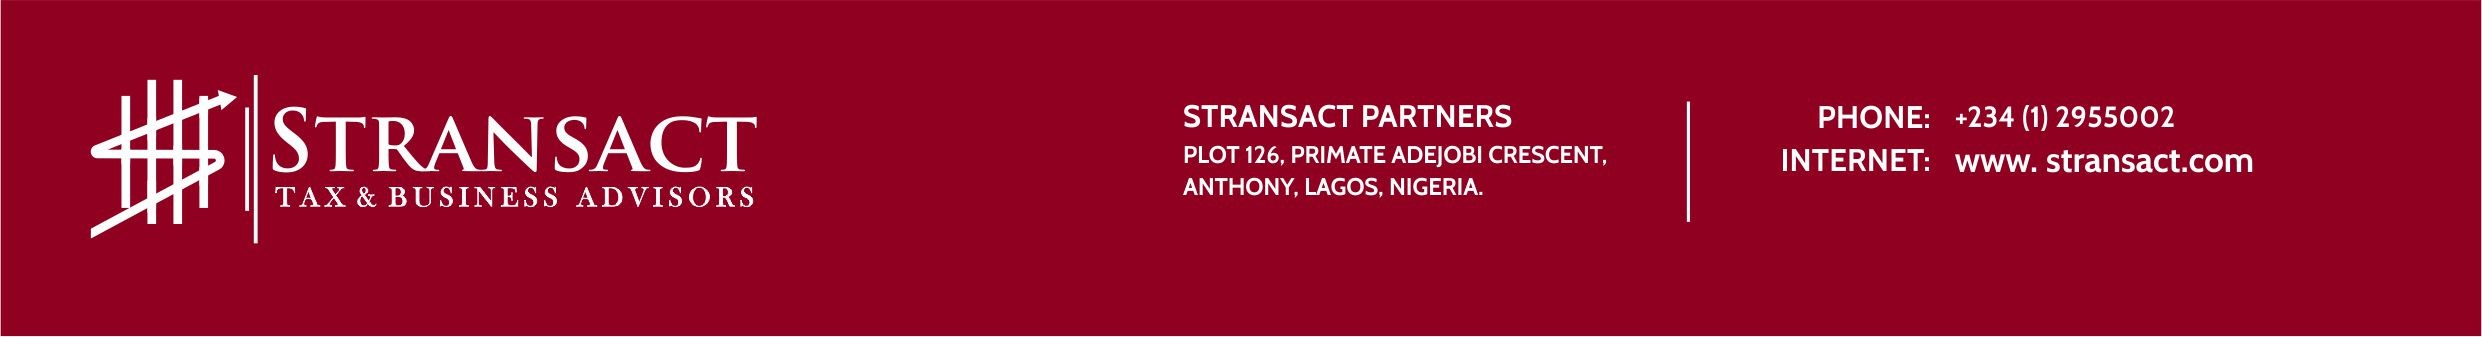 STRANSACT
TAX & BUSINESS ADVISORS
STRANSACT PARTNERS
PLOT 126, PRIMATE ADEJOBI CRESCENT,
ANTHONY, LAGOS, NIGERIA.
PHONE: +234 (1) 2955002
INTERNET: www. stransact.com